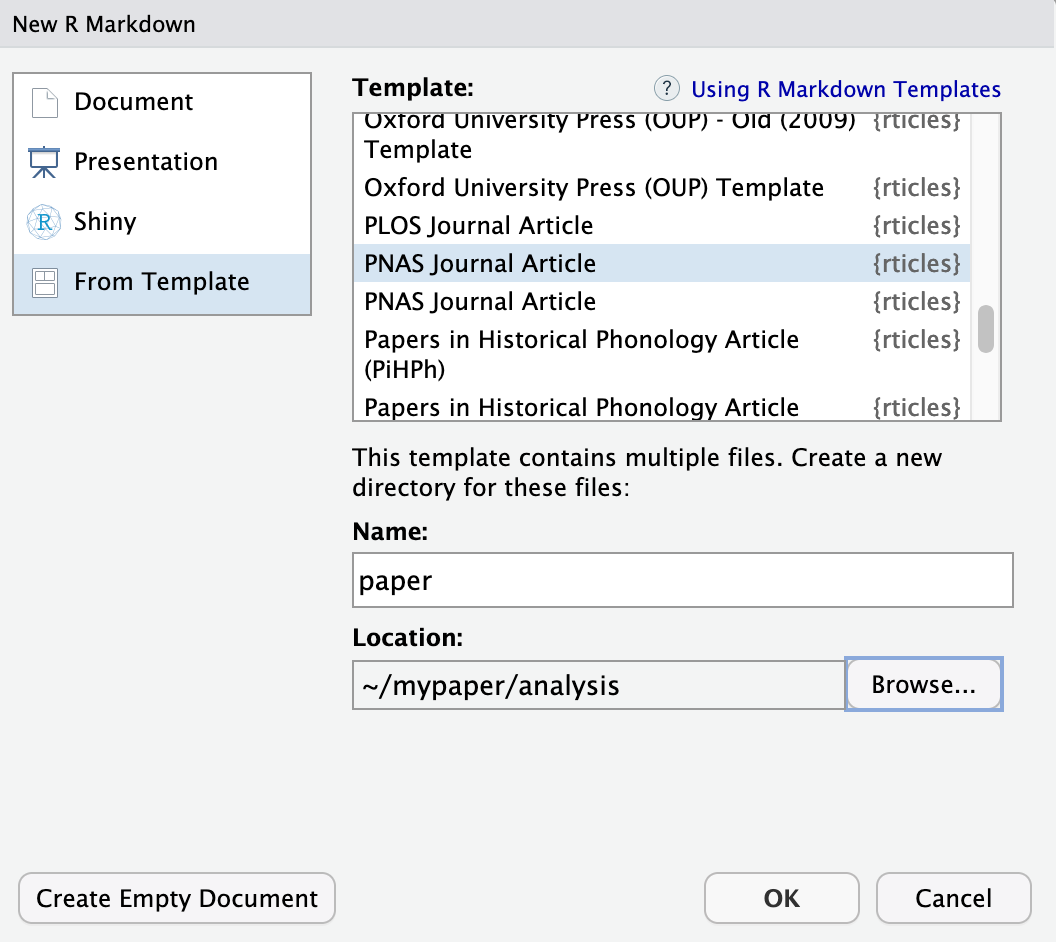 New R Markdown
Document
Presentation
R
Shiny
From Template
Template:
? Using R Markdown Templates
Oxford University Press (OUP) - Old (2009) {rticles}
Template
Oxford University Press (OUP) Template {rticles}
PLOS Journal Article {rticles}
PNAS Journal Article {rticles}
PNAS Journal Article {rticles}
Papers in Historical Phonology Article {rticles}
(PiHPh)
Papers in Historical Phonology Article {rticles}
This template contains multiple files. Create a new
directory for these files:
Name:
paper
Location:
~/mypaper/analysis
Browse...
Create Empty Document
OK
Cancel